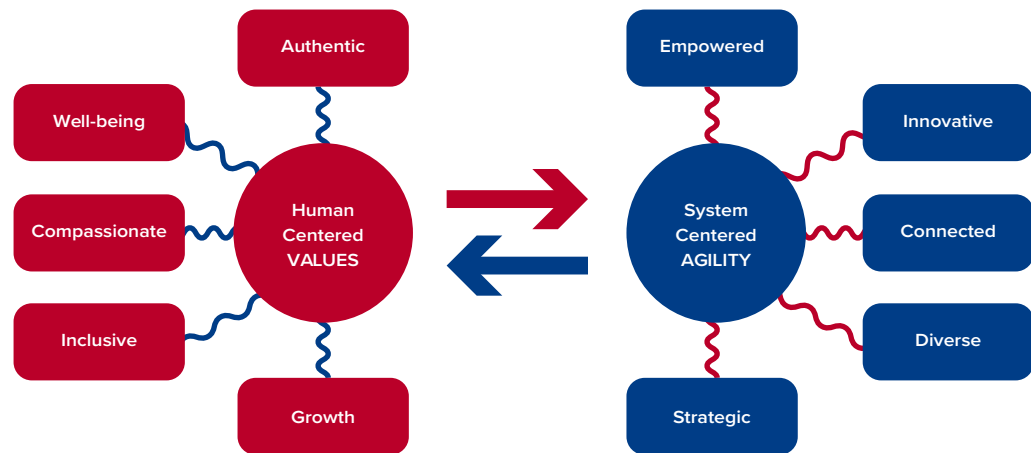 Authentic
Well-being
Compassionate
Inclusive
Growth
Human
Centered
VALUES
Empowered
Innovative
Connected
Diverse
Strategic
System
Centered
AGILITY